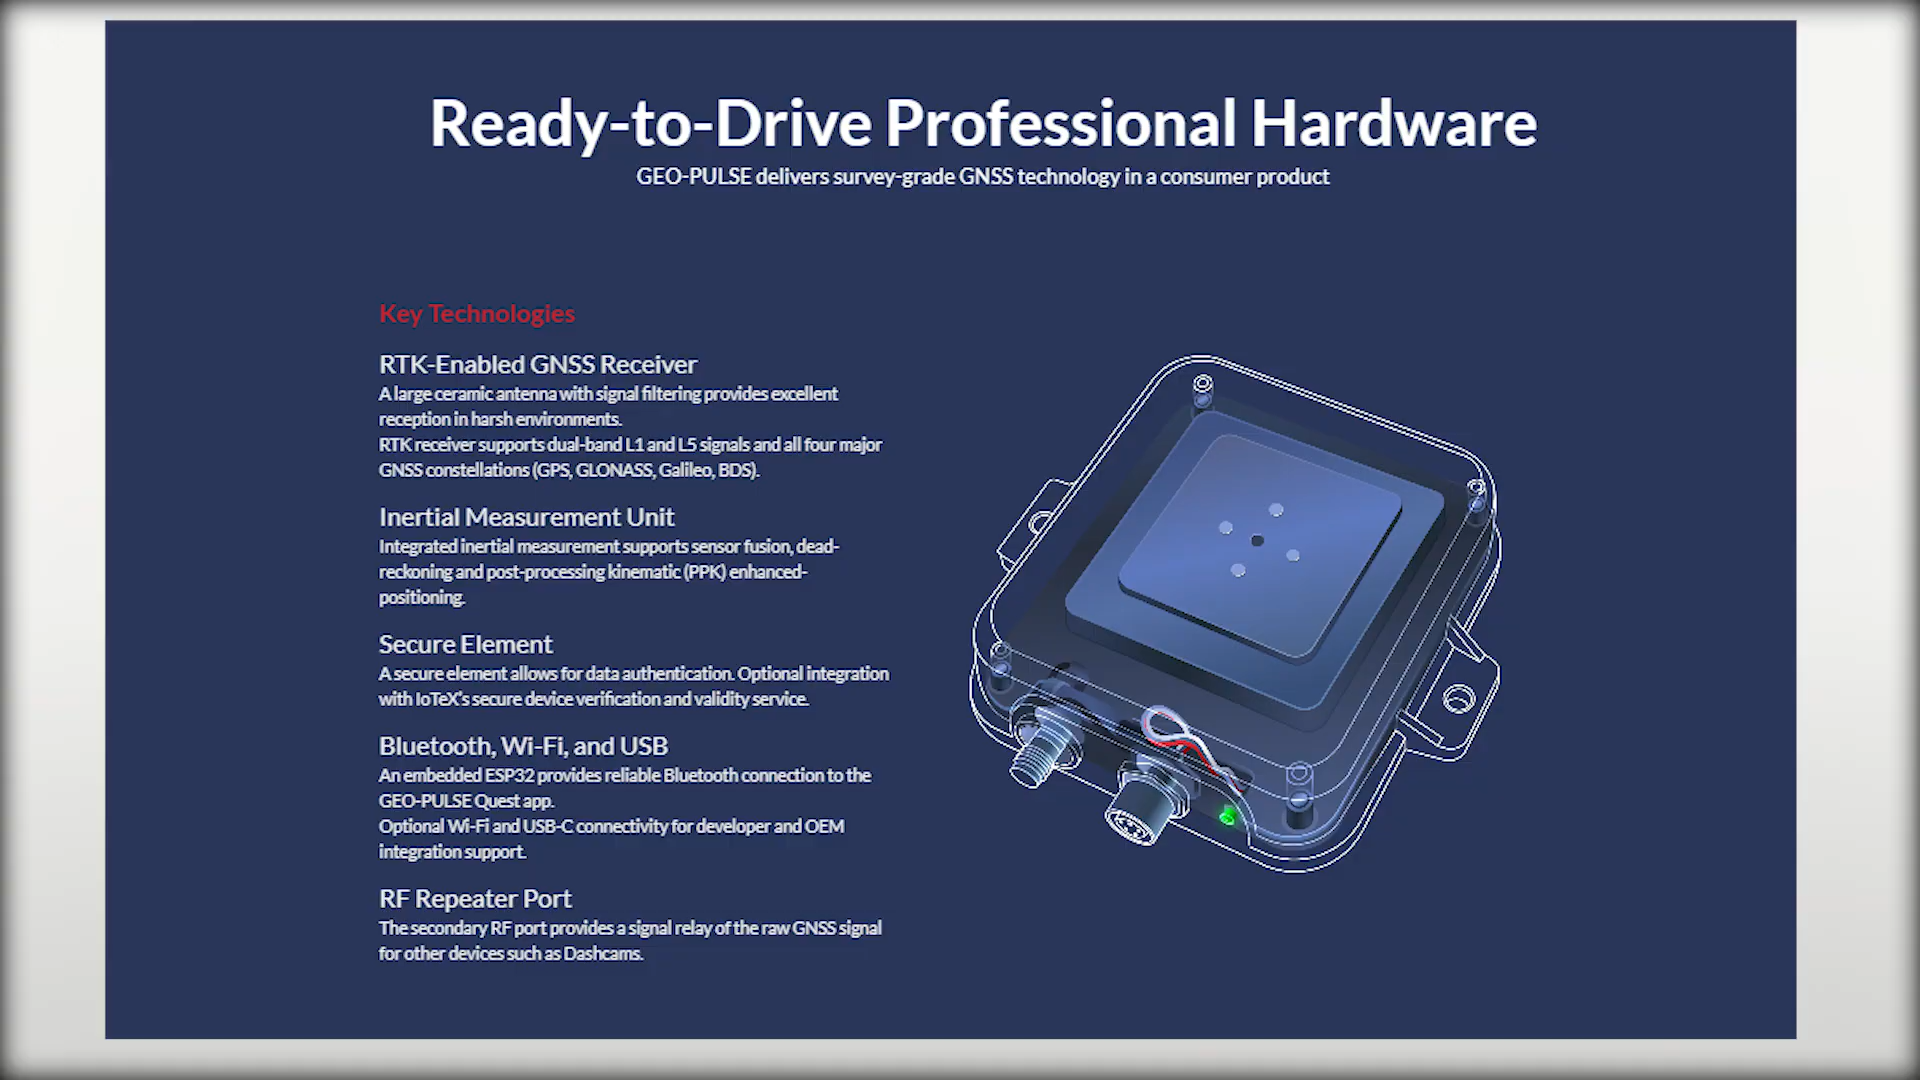 Ready-to-Drive Professional Hardware
GEO-PULSE delivers survey-grade GNSS technology in a consumer product
Key Technologies
RTK-Enabled GNSS Receiver
A large ceramic antenna with signal filtering provides excellent
reception in harsh environments.
RTK receiver supports dual-band L1 and L5 signals and all four major
GNSS constellations (GPS, GLONASS, Galileo, BDS).
Inertial Measurement Unit
Integrated inertial measurement supports sensor fusion, dead-
reckoning and post-processing kinematic (PPK) enhanced-
positioning.
Secure Element
A secure element allows for data authentication. Optional integration
with IoTeX's secure device verification and validity service.
Bluetooth, Wi-Fi, and USB
An embedded ESP32 provides reliable Bluetooth connection to the
GEO-PULSE Quest app.
Optional Wi-Fi and USB-C connectivity for developer and OEM
integration support.
RF Repeater Port
The secondary RF port provides a signal relay of the raw GNSS signal
for other devices such as Dashcams.